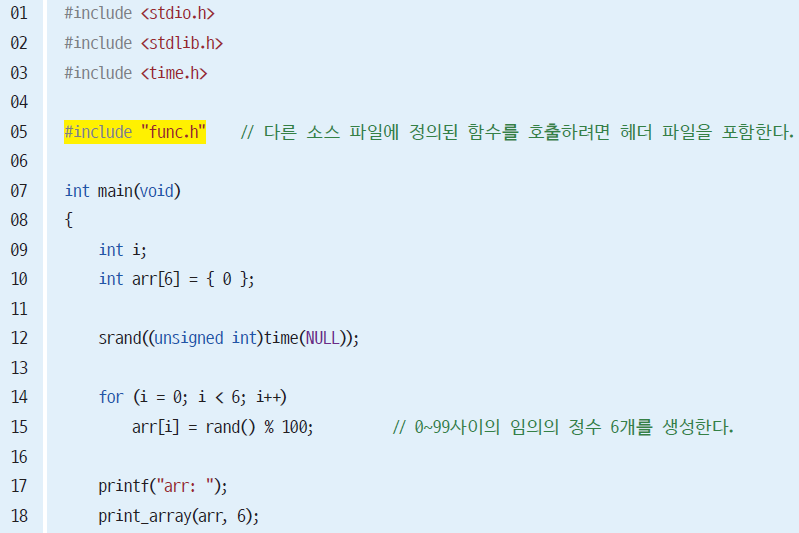 01 #include <stdio.h>
02 #include <stdlib.h>
03 #include <time.h>
04
05 #include "func.h" // 다른 소스 파일에 정의된 함수를 호출하려면 헤더 파일을 포함한다.
06
07 int main(void)
08 {
09 int i;
10 int arr[6] = { 0 };
11
12 srand((unsigned int)time(NULL));
13
14 for (i = 0; i < 6; i++)
15 arr[i] = rand() % 100; // 0~99사이의 임의의 정수 6개를 생성한다.
16
17 printf("arr: ");
18 print_array(arr, 6);